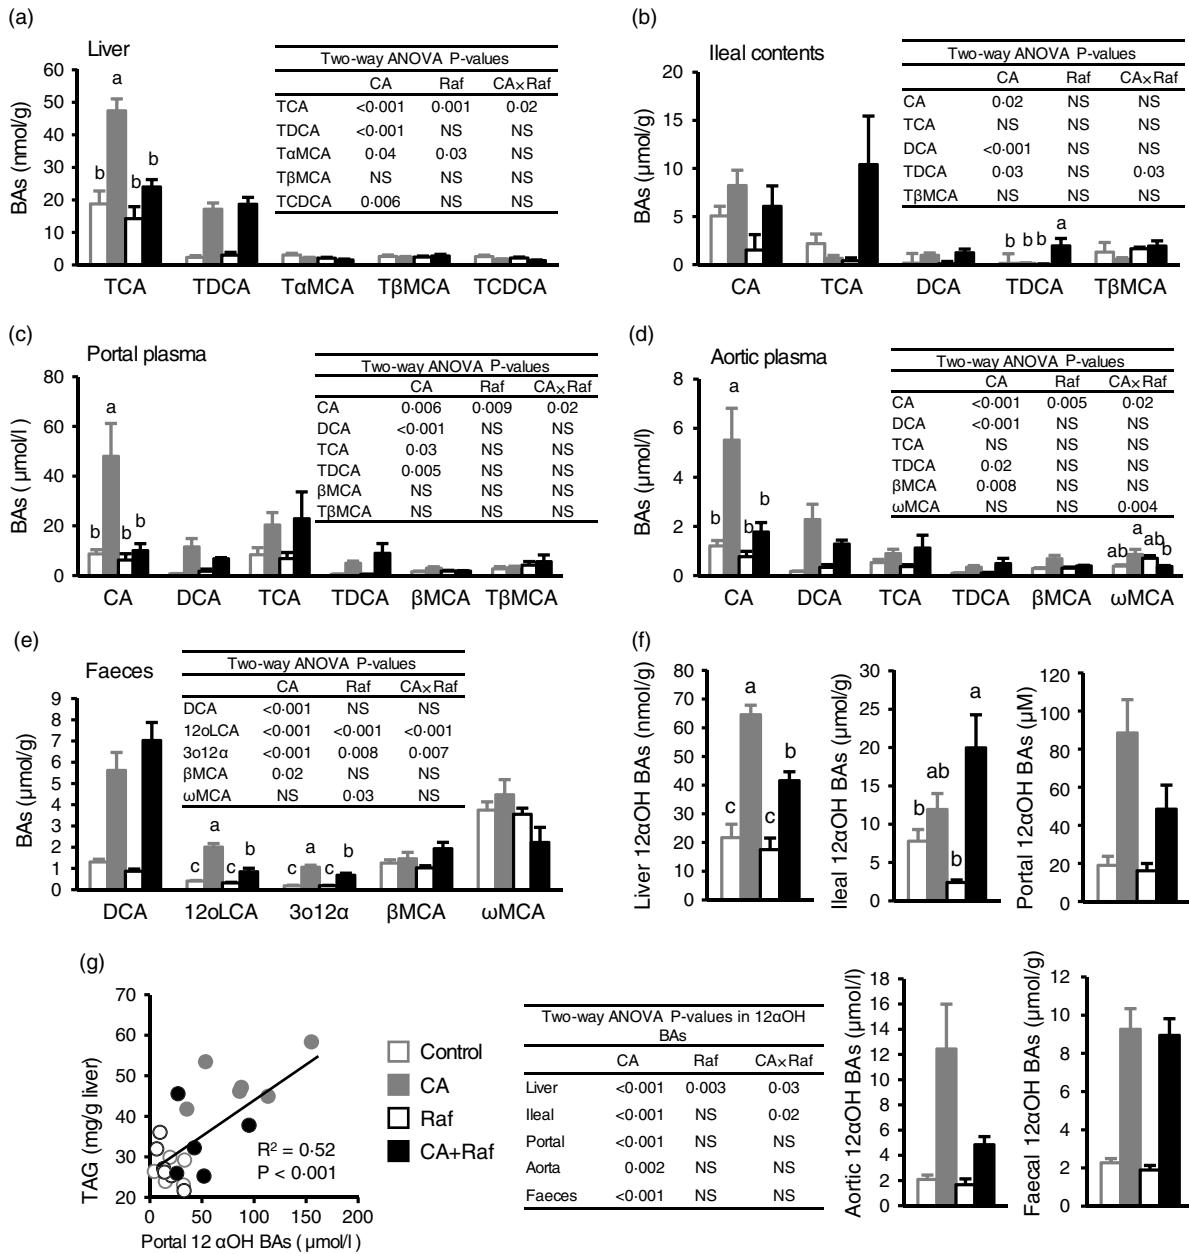 (a)
Liver
BAs (nmol/g)
60
50
40
30
20
10
0
a
b
b
b
TCA TDCA TαMCA TβMCA TCDCA
Two-way ANOVA P-values
CA Raf CA×Raf
TCA <0·001 0·001 0·02
TDCA <0·001 NS NS
TαMCA 0·04 0·03 NS
TβMCA NS NS NS
TCDCA 0·006 NS NS
(b)
Ileal contents
BAs (μmol/g)
20
15
10
5
0
b b b a
CA TCA DCA TDCA TβMCA
Two-way ANOVA P-values
CA Raf CA×Raf
CA 0·02 NS NS
TCA NS NS NS
DCA <0·001 NS NS
TDCA 0·03 NS 0·03
TβMCA NS NS NS
(c)
Portal plasma
BAs ( μmol/l )
80
60
40
20
0
a
b b b
CA DCA TCA TDCA βMCA TβMCA
Two-way ANOVA P-values
CA Raf CA×Raf
CA 0·006 0·009 0·02
DCA <0·001 NS NS
TCA 0·03 NS NS
TDCA 0·005 NS NS
βMCA NS NS NS
TβMCA NS NS NS
(d)
Aortic plasma
BAs (μmol/l)
8
6
4
2
0
a
b b b
ab a ab b
CA DCA TCA TDCA βMCA ωMCA
Two-way ANOVA P-values
CA Raf CA×Raf
CA <0·001 0·005 0·02
DCA <0·001 NS NS
TCA NS NS NS
TDCA 0·02 NS NS
βMCA 0·008 NS NS
ωMCA NS NS 0·004
(e)
Faeces
BAs (μmol/g)
9
8
7
6
5
4
3
2
1
0
c a c b
c a c b
DCA 12oLCA 3o12α βMCA ωMCA
Two-way ANOVA P-values
CA Raf CA×Raf
DCA <0·001 NS NS
12oLCA <0·001 <0·001 <0·001
3o12α <0·001 0·008 0·007
βMCA 0·02 NS NS
ωMCA NS 0·03 NS
(f)
Liver 12αOH BAs (nmol/g)
80
70
60
50
40
30
20
10
0
c a c b
Ileal 12αOH BAs (μmol/g)
30
25
20
15
10
5
0
b ab b a
Portal 12αOH BAs (μM)
120
100
80
60
40
20
0
(g)
TAG (mg/g liver)
70
60
50
40
30
20
0 50 100 150 200
Portal 12 αOH BAs ( μmol/l )
R² = 0·52
P < 0·001
Control
CA
Raf
CA+Raf
Two-way ANOVA P-values in 12αOH
BAs
CA Raf CA×Raf
Liver <0·001 0·003 0·03
Ileal <0·001 NS 0·02
Portal <0·001 NS NS
Aorta 0·002 NS NS
Faeces <0·001 NS NS
Aortic 12αOH BAs (μmol/l)
18
16
14
12
10
8
6
4
2
0
Faecal 12αOH BAs (μmol/g)
12
10
8
6
4
2
0